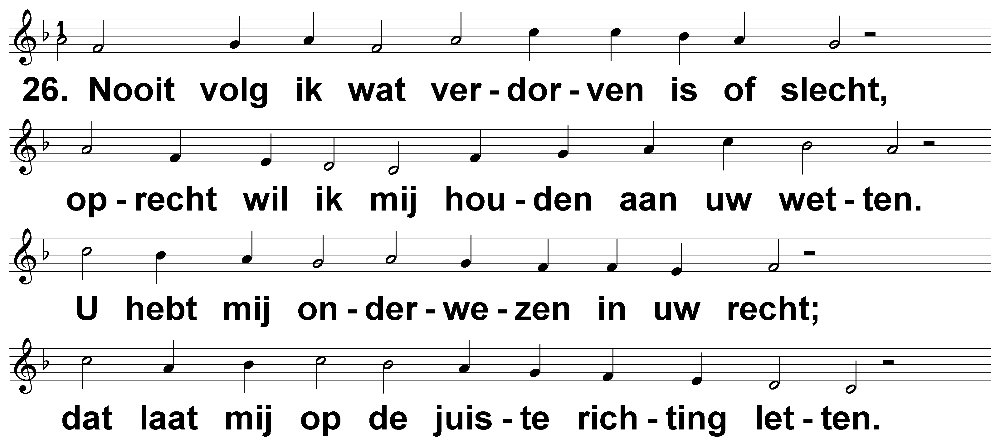 1
26. Nooit volg ik wat ver - dor - ven is of slecht,
op - recht wil ik mij hou - den aan uw wet - ten.
U hebt mij on - der - we - zen in uw recht;
dat laat mij op de juis - te rich - ting let - ten.